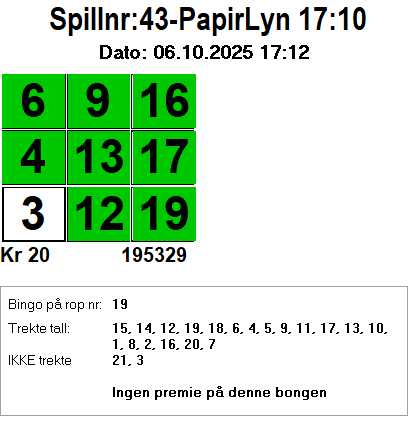 Spillnr:43-PapirLyn 17:10
Dato: 06.10.2025 17:12
6 9 16
4 13 17
3 12 19
Kr 20 195329
Bingo på rop nr: 19
Trekte tall: 15, 14, 12, 19, 18, 6, 4, 5, 9, 11, 17, 13, 10,
1, 8, 2, 16, 20, 7
IKKE trekte 21, 3
Ingen premie på denne bongen